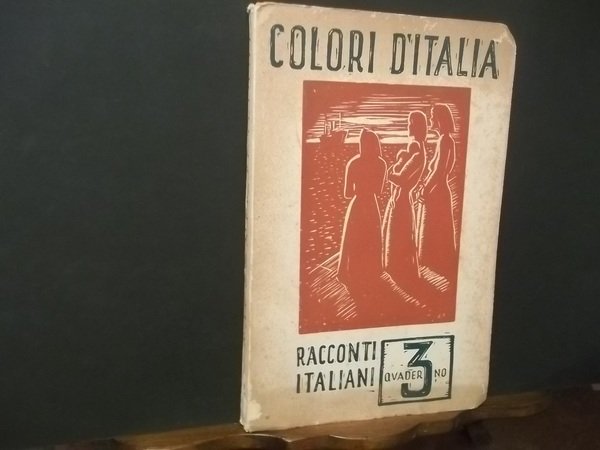 COLORI D'ITALIA
RACCONTI
ITALIANI
3
QVADERNO